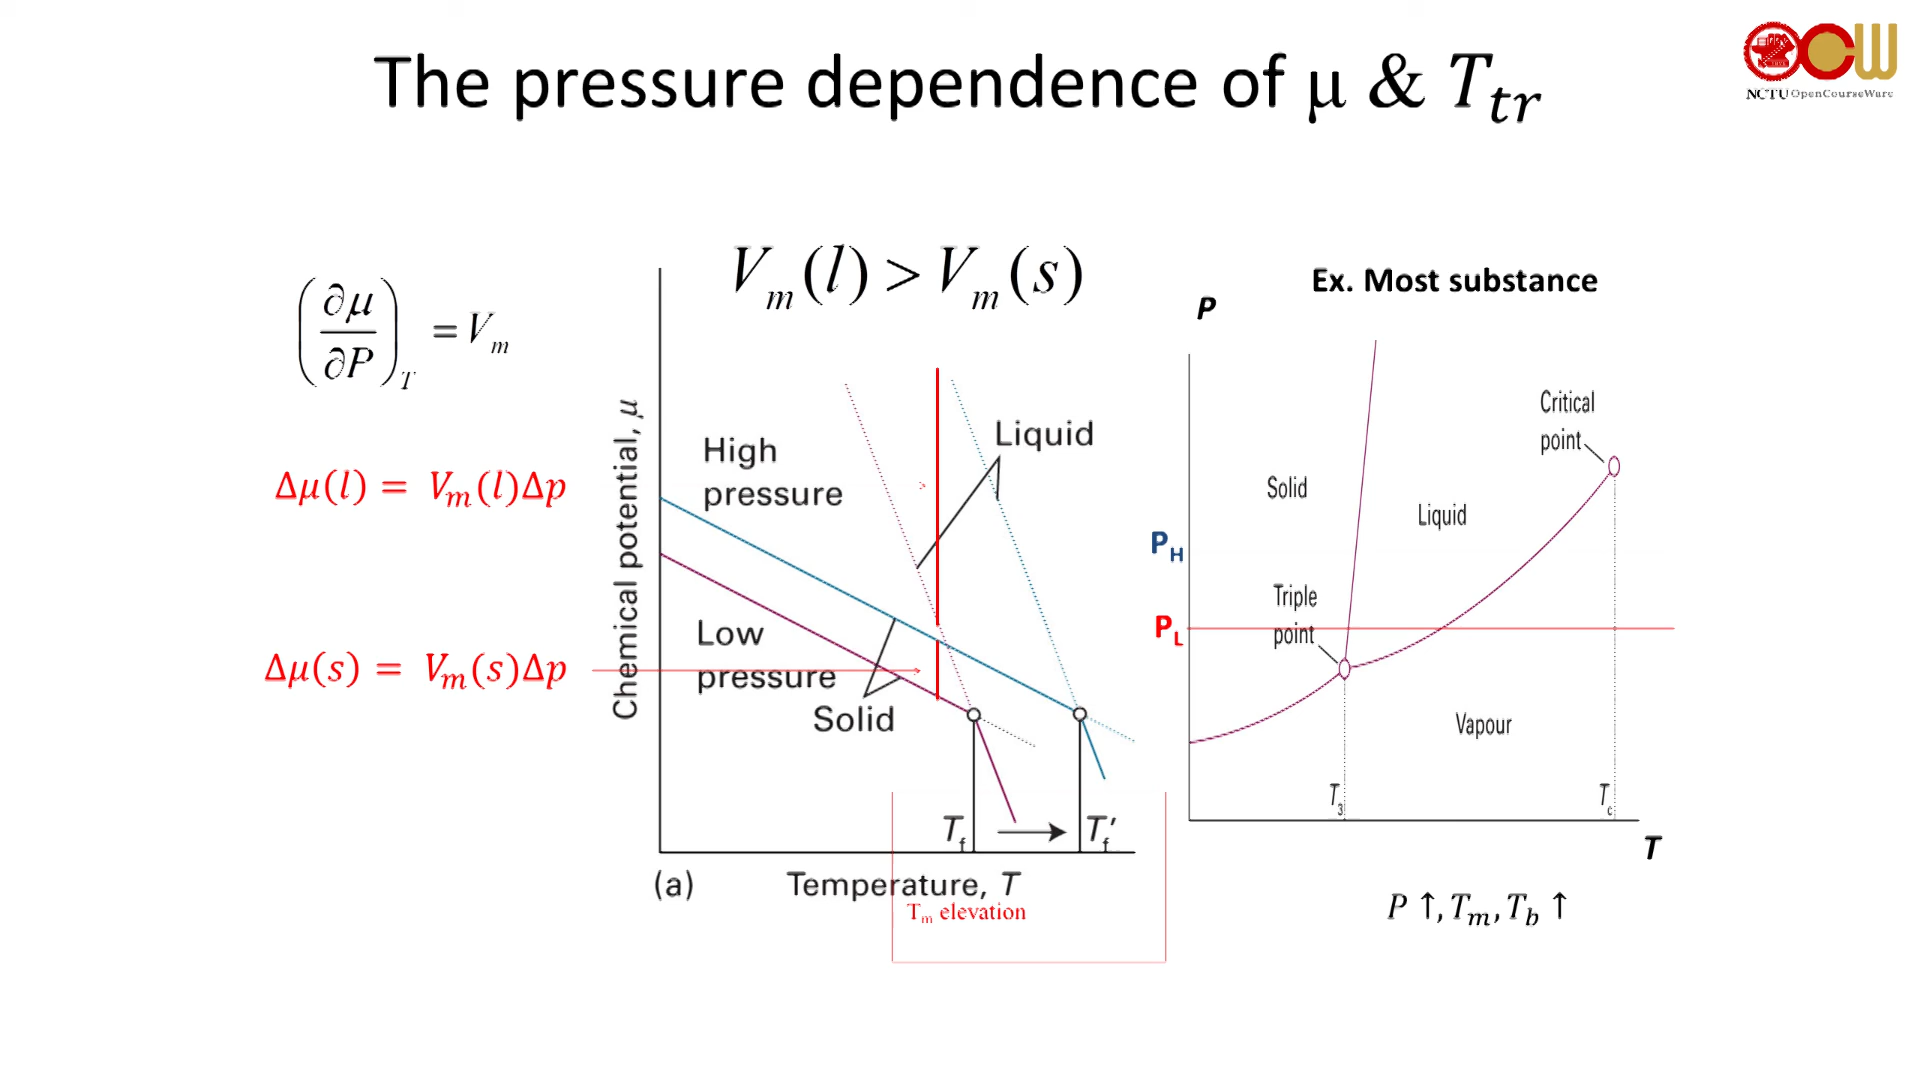 The pressure dependence of μ & T_tr
NCTU OpenCourseWare
(∂μ/∂P)_T = V_m
Δμ(l) = V_m(l)Δp
Δμ(s) = V_m(s)Δp
V_m(l) > V_m(s)
Chemical potential, μ
High
pressure
Liquid
Low
pressure
Solid
T_f
T_f′
(a)
Temperature, T
T_m elevation
Ex. Most substance
P
Critical
point
Solid
Liquid
P_H
Triple
point
P_L
Vapour
T_3
T_c
T
P ↑, T_m, T_b ↑